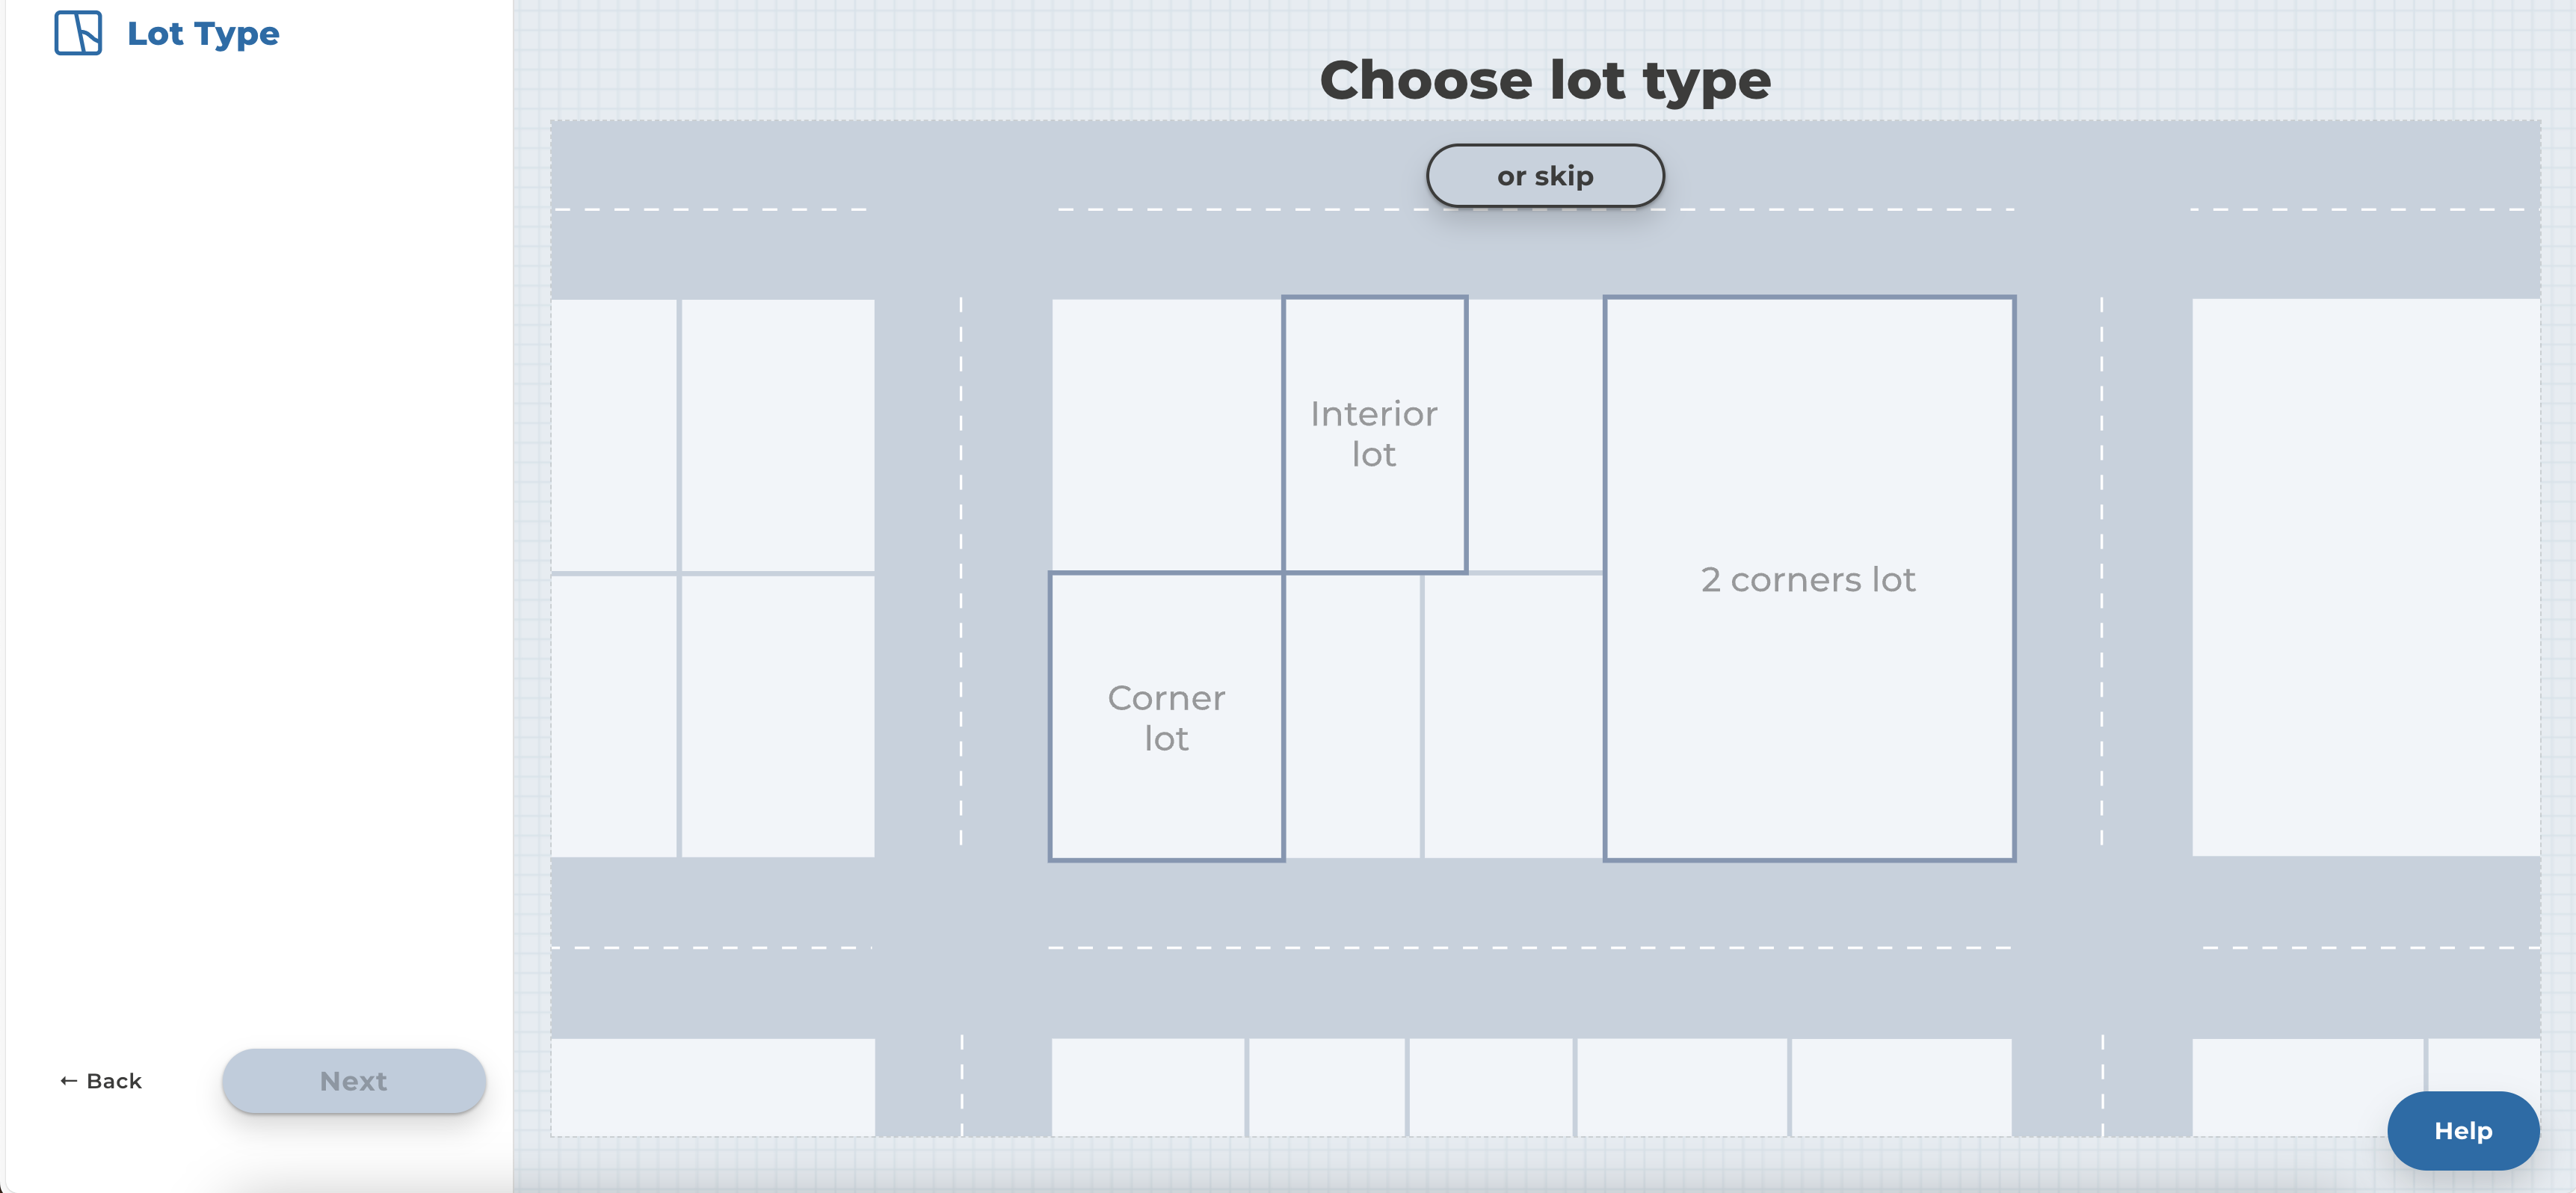 Lot Type
Choose lot type
or skip
Interior
lot
2 corners lot
Corner
lot
← Back
Next
Help